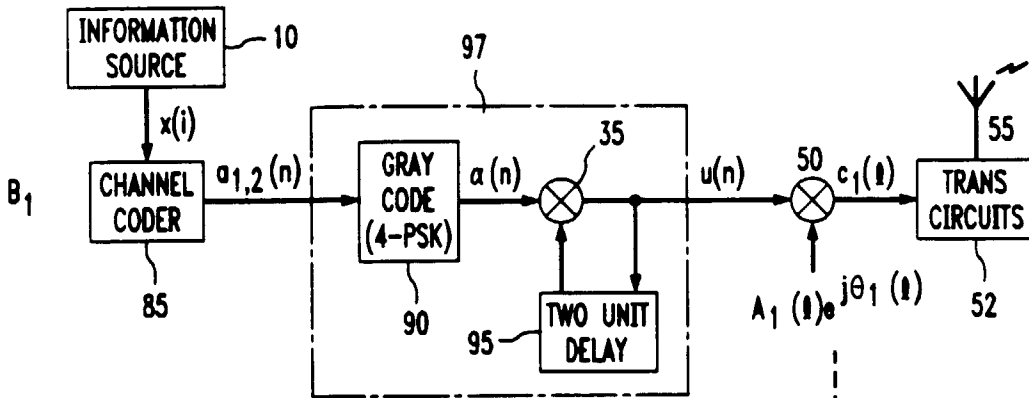 INFORMATION
SOURCE
10
x(i)
B1
CHANNEL
CODER
85
a1,2(n)
97
GRAY
CODE
(4-PSK)
90
α(n)
35
95
TWO UNIT
DELAY
u(n)
50
c1(ℓ)
A1(ℓ)e jθ1(ℓ)
55
TRANS
CIRCUITS
52